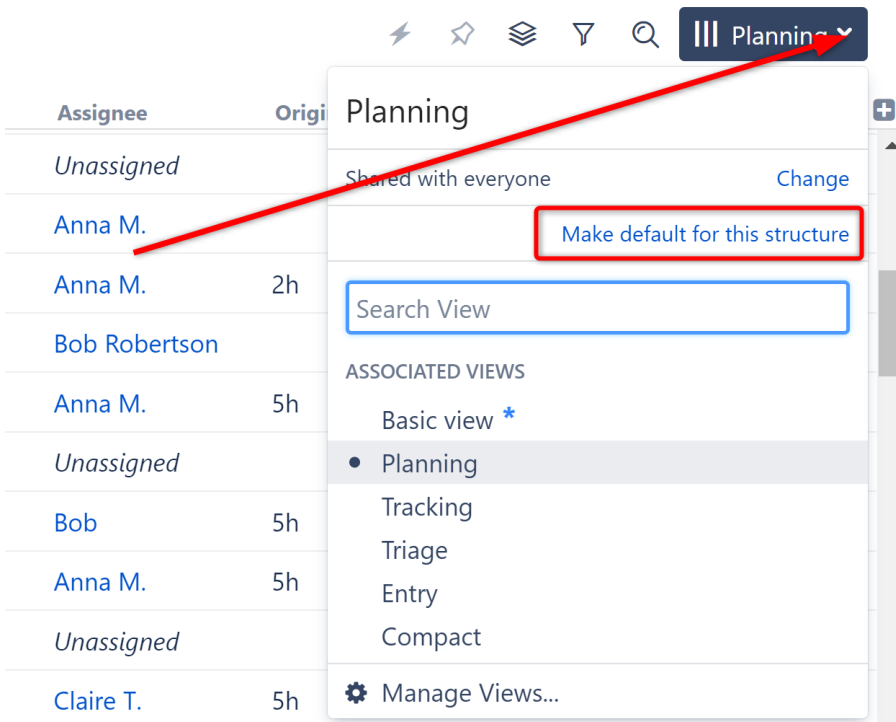 Planning
Assignee Origi
Planning
Unassigned
Shared with everyone Change
Anna M.
Make default for this structure
Anna M. 2h
Search View
Bob Robertson
ASSOCIATED VIEWS
Anna M. 5h
Basic view *
Unassigned
Planning
Tracking
Bob 5h
Triage
Anna M. 5h
Entry
Unassigned
Compact
Claire T. 5h
Manage Views...